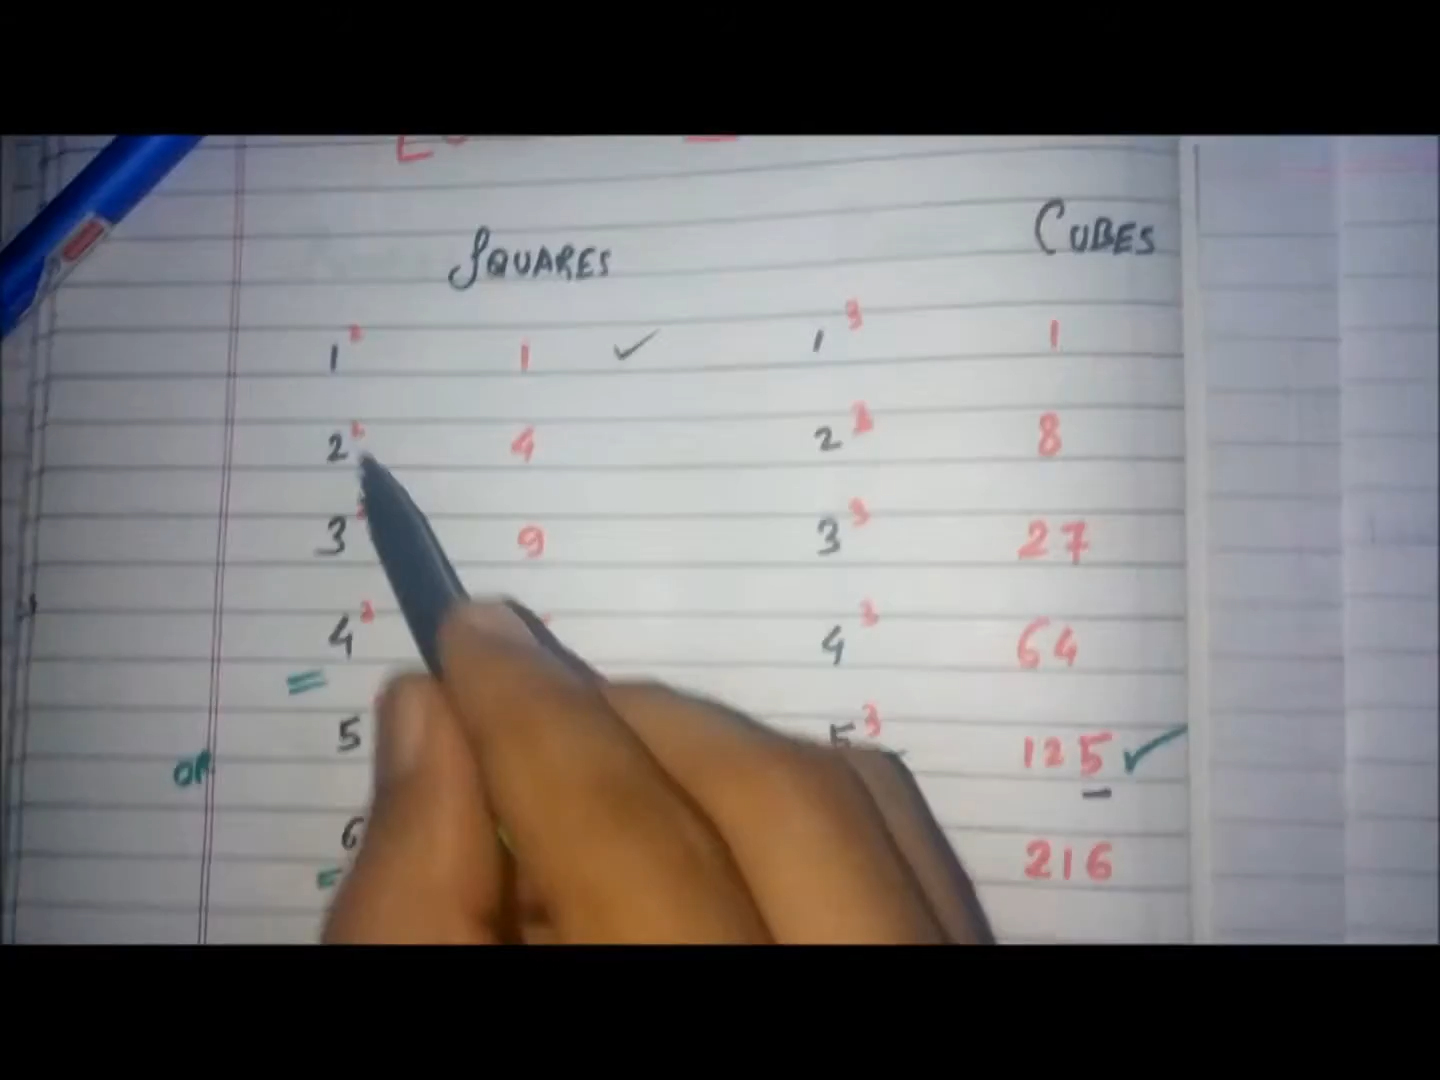 SQUARES CUBES
1² 1 ✓ 1³ 1
2² 4 2³ 8
3² 9 3³ 27
4² 4³ 64
5 5³ 125 ✓
OR
6 216